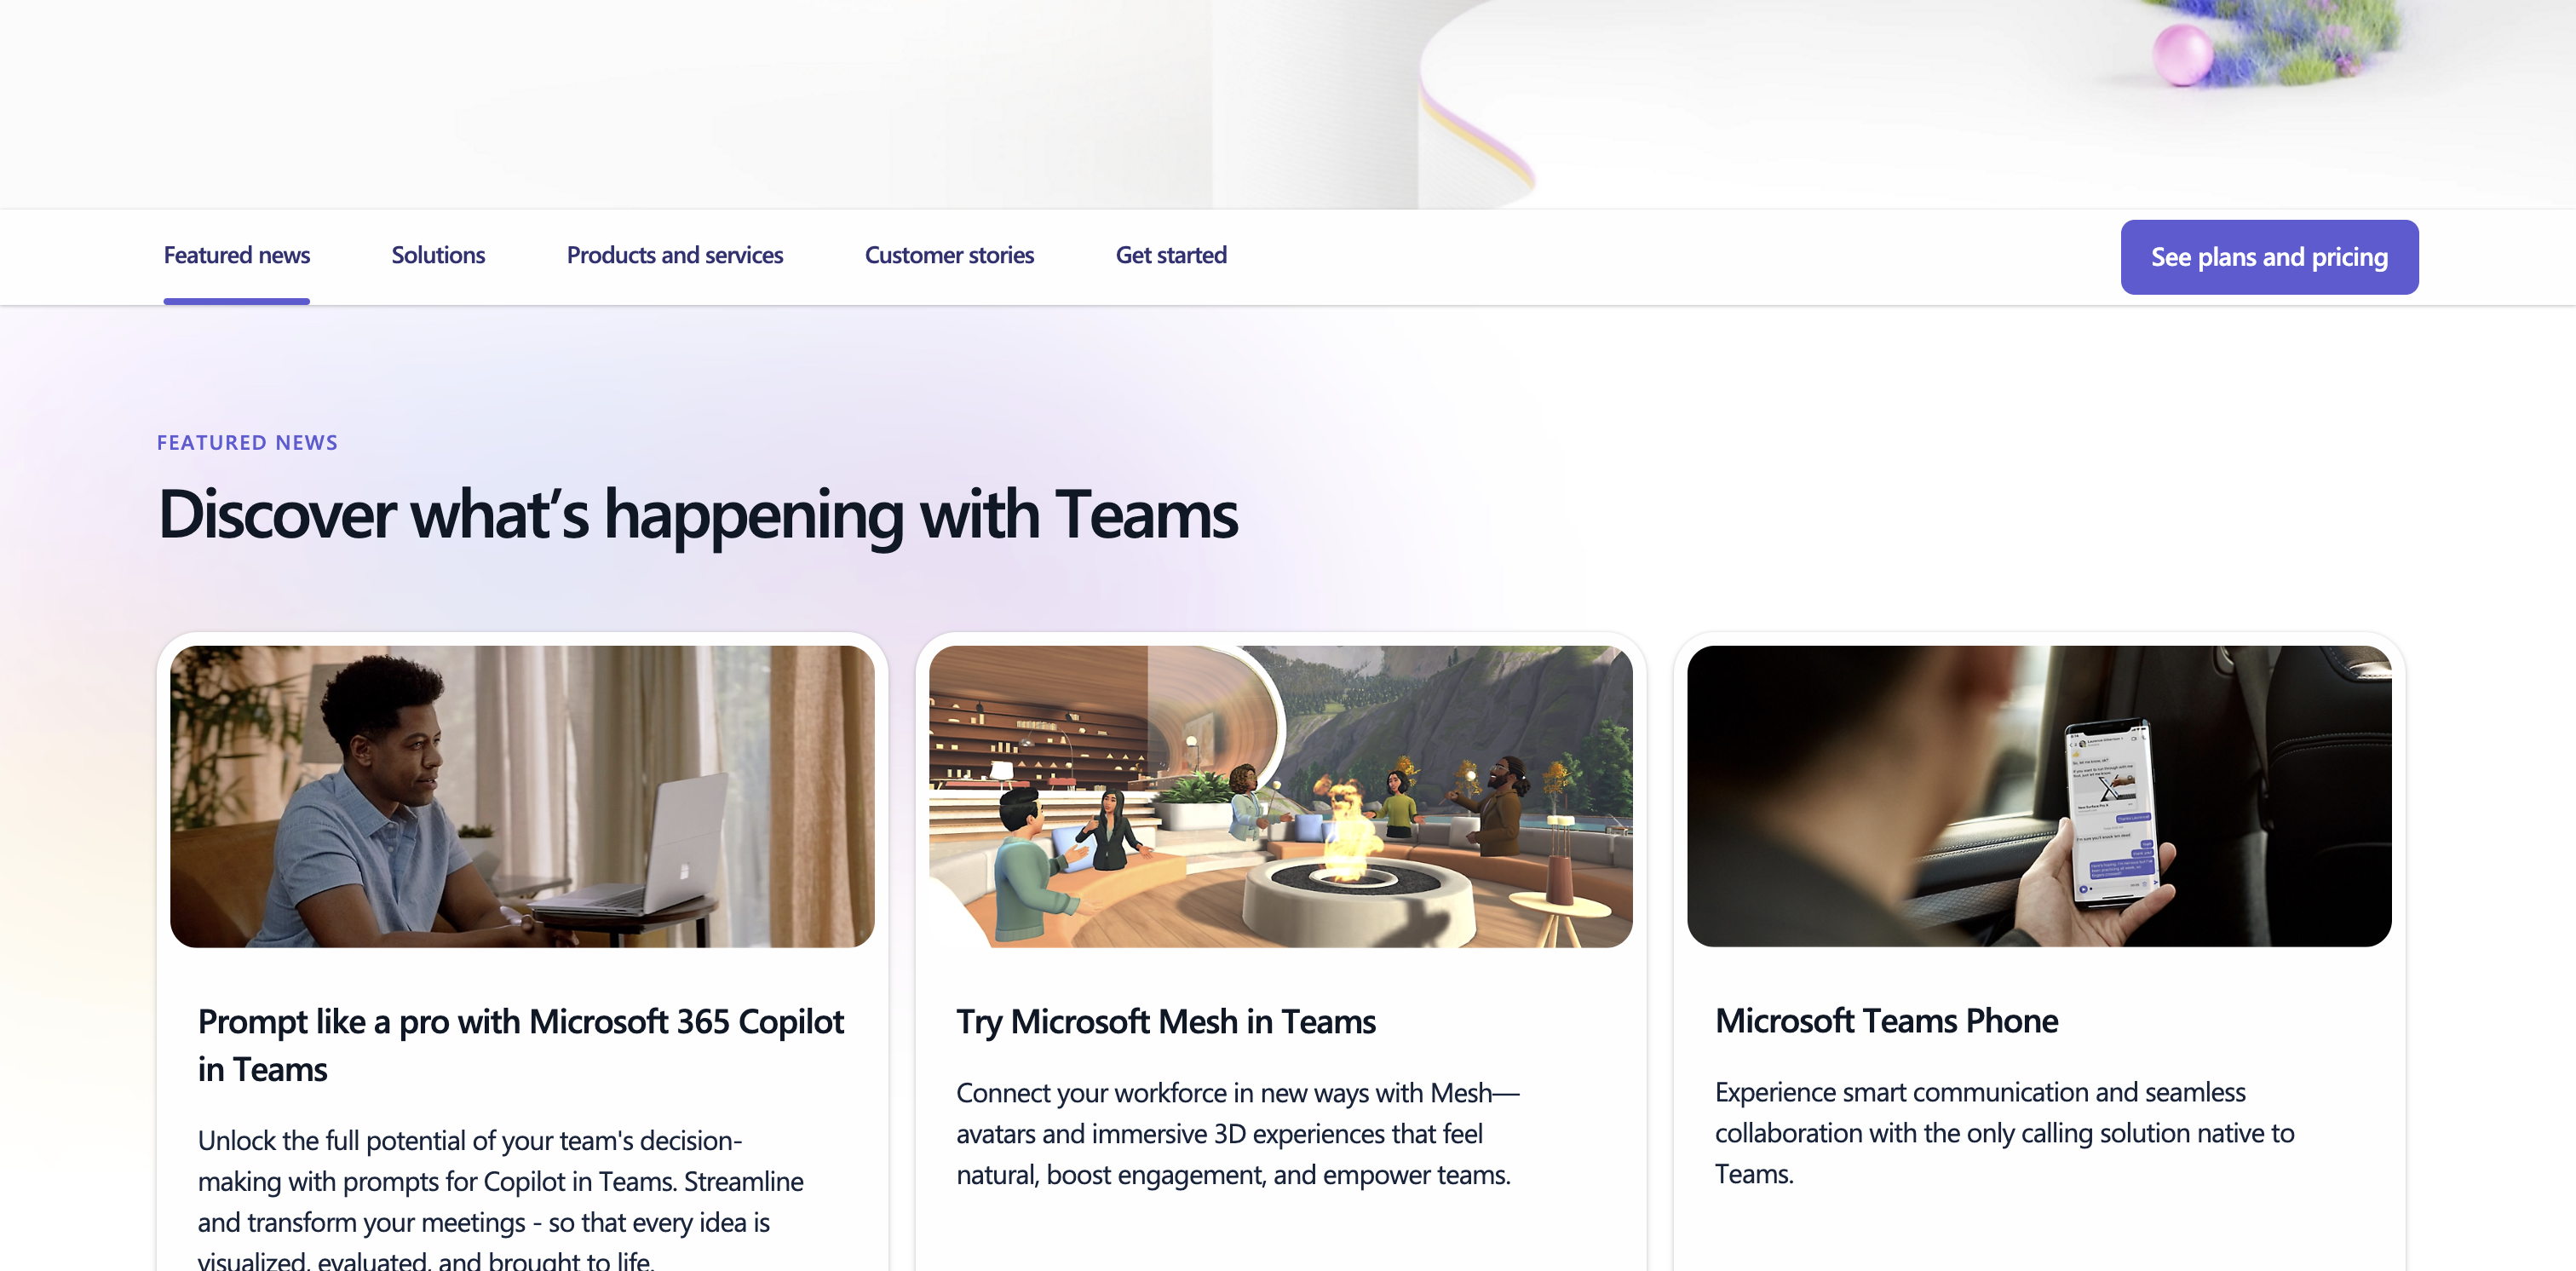 Featured news
Solutions
Products and services
Customer stories
Get started
See plans and pricing
FEATURED NEWS
Discover what’s happening with Teams
Prompt like a pro with Microsoft 365 Copilot
in Teams
Unlock the full potential of your team's decision-
making with prompts for Copilot in Teams. Streamline
and transform your meetings - so that every idea is
visualized, evaluated, and brought to life.
Try Microsoft Mesh in Teams
Connect your workforce in new ways with Mesh—
avatars and immersive 3D experiences that feel
natural, boost engagement, and empower teams.
Microsoft Teams Phone
Experience smart communication and seamless
collaboration with the only calling solution native to
Teams.